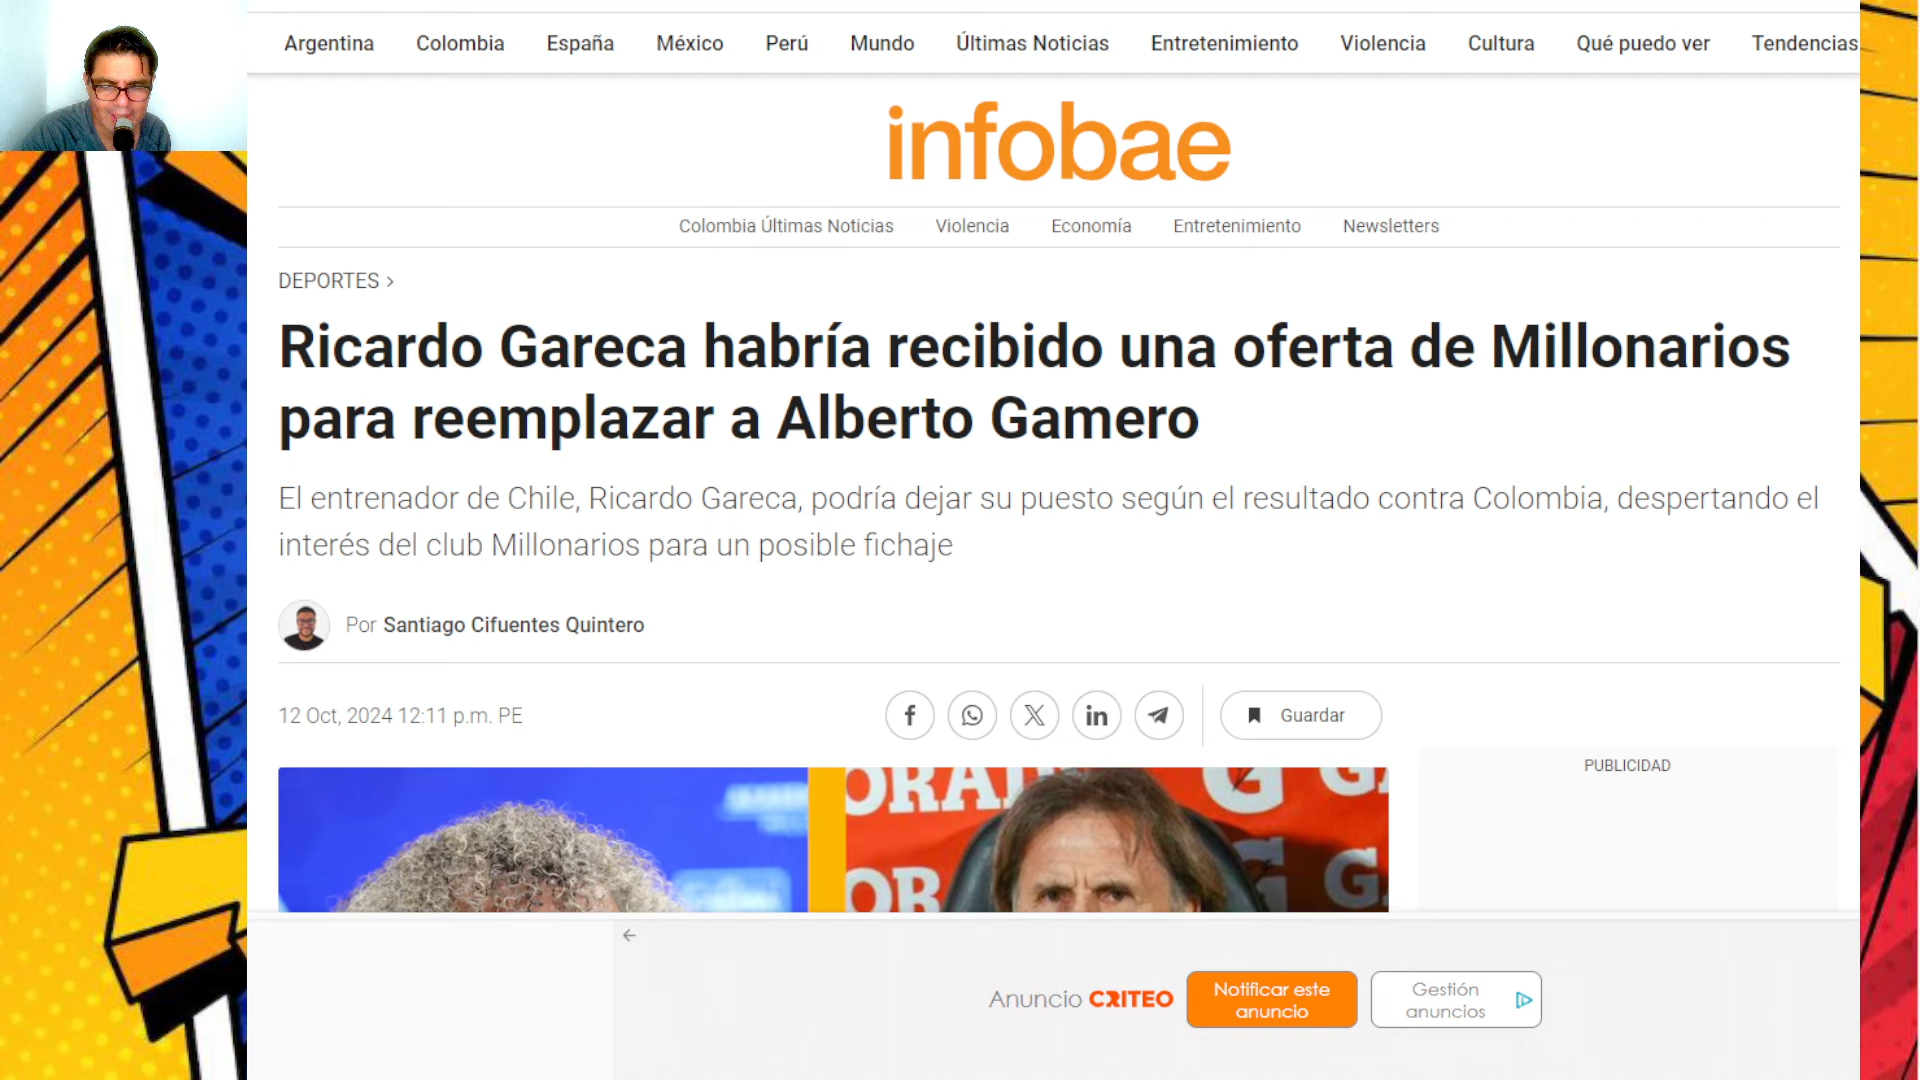 Argentina Colombia España México Perú Mundo Últimas Noticias Entretenimiento Violencia Cultura Qué puedo ver Tendencias
infobae
Colombia Últimas Noticias Violencia Economía Entretenimiento Newsletters
DEPORTES >
Ricardo Gareca habría recibido una oferta de Millonarios
para reemplazar a Alberto Gamero
El entrenador de Chile, Ricardo Gareca, podría dejar su puesto según el resultado contra Colombia, despertando el
interés del club Millonarios para un posible fichaje
Por Santiago Cifuentes Quintero
12 Oct, 2024 12:11 p.m. PE
Guardar
PUBLICIDAD
Anuncio CRITEO
Notificar este
anuncio
Gestión
anuncios